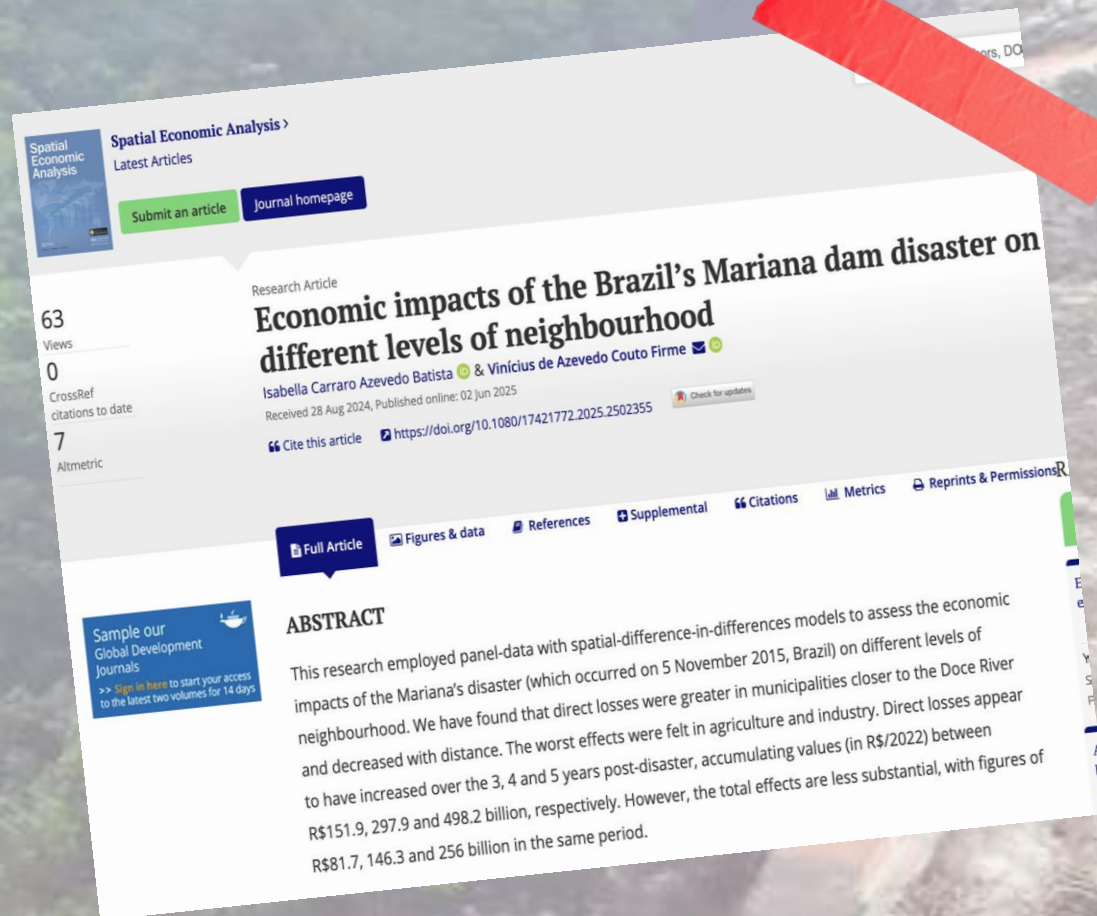 ors, DO
Spatial
Economic
Analysis
Spatial Economic Analysis >
Latest Articles
Submit an article
Journal homepage
63
Views
0
CrossRef
citations to date
7
Altmetric
Research Article
Economic impacts of the Brazil's Mariana dam disaster on
different levels of neighbourhood
Isabella Carraro Azevedo Batista iD & Vinícius de Azevedo Couto Firme iD
Received 28 Aug 2024, Published online: 02 Jun 2025
Cite this article https://doi.org/10.1080/17421772.2025.2502355
Check for updates
Full Article Figures & data References Supplemental Citations Metrics Reprints & Permissions
Sample our
Global Development
Journals
>> Sign in here to start your access
to the latest two volumes for 14 days
ABSTRACT
This research employed panel-data with spatial-difference-in-differences models to assess the economic
impacts of the Mariana's disaster (which occurred on 5 November 2015, Brazil) on different levels of
neighbourhood. We have found that direct losses were greater in municipalities closer to the Doce River
and decreased with distance. The worst effects were felt in agriculture and industry. Direct losses appear
to have increased over the 3, 4 and 5 years post-disaster, accumulating values (in R$/2022) between
R$151.9, 297.9 and 498.2 billion, respectively. However, the total effects are less substantial, with figures of
R$81.7, 146.3 and 256 billion in the same period.